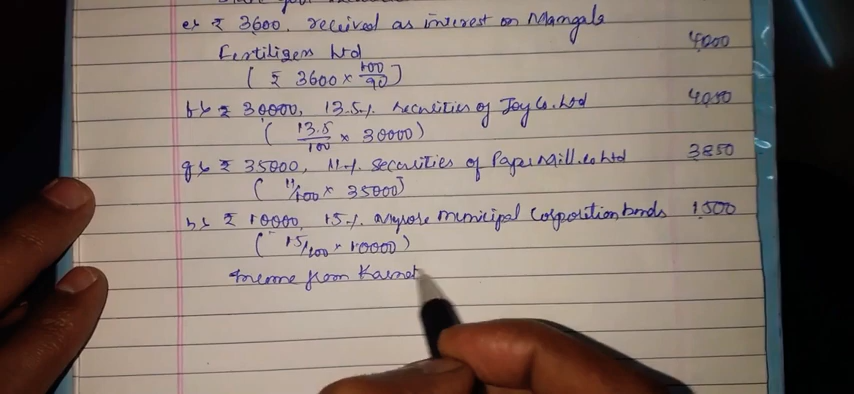 e) ₹ 3600, received as interest on Mangala
Fertilizers Ltd 4000
( ₹ 3600 × 100/90 )
f) ₹ 30000, 13.5% securities of Joy Co. Ltd 4050
( 13.5/100 × 30000 )
g) ₹ 35000, 11% securities of Paper Mill.co Ltd 3850
( 11/100 × 35000 )
h) ₹ 10000, 15% Mysore municipal Corporation bonds 1500
( 15/100 × 10000 )
Income from Karnat